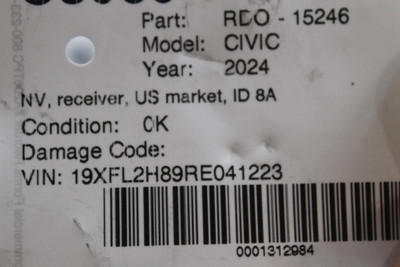 Part: RDO - 15246
Model: CIVIC
Year: 2024
NV, receiver, US market, ID 8A
Condition: OK
Damage Code:
VIN: 19XFL2H89RE041223
0001312984